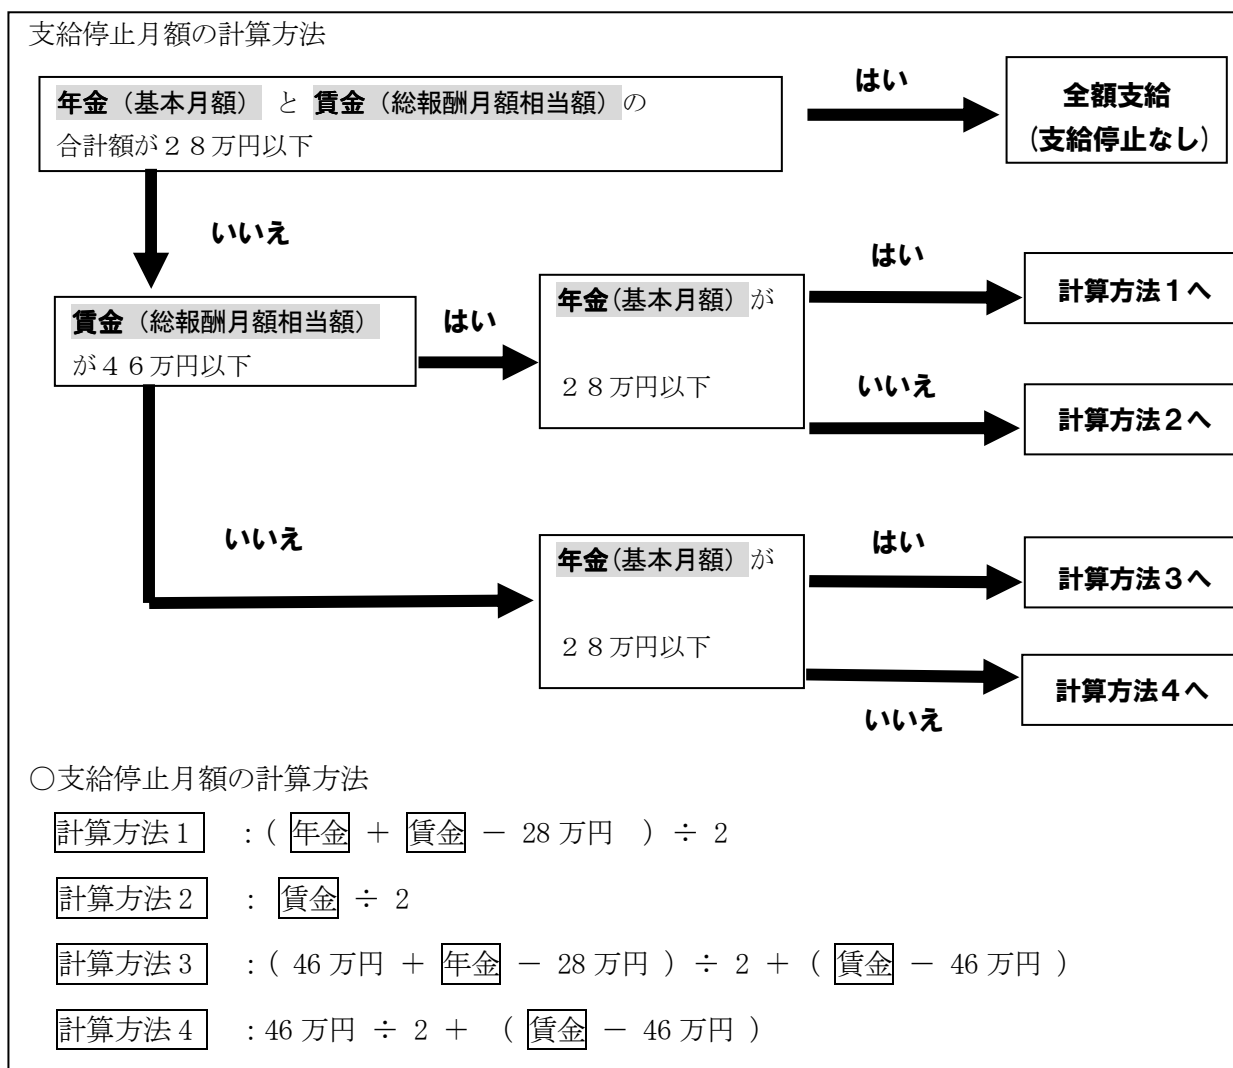 支給停止月額の計算方法
年金（基本月額） と 賃金（総報酬月額相当額）の
合計額が２８万円以下
はい
全額支給
（支給停止なし）
いいえ
賃金（総報酬月額相当額）
が４６万円以下
はい
年金（基本月額）が
２８万円以下
はい
計算方法１へ
いいえ
計算方法２へ
いいえ
年金（基本月額）が
２８万円以下
はい
計算方法３へ
いいえ
計算方法４へ
○支給停止月額の計算方法
計算方法１ ：（ 年金 ＋ 賃金 － 28 万円 ）÷ 2
計算方法２ ： 賃金 ÷ 2
計算方法３ ：（ 46 万円 ＋ 年金 － 28 万円 ）÷ 2 ＋（ 賃金 － 46 万円 ）
計算方法４ ：46 万円 ÷ 2 ＋ （ 賃金 － 46 万円 ）